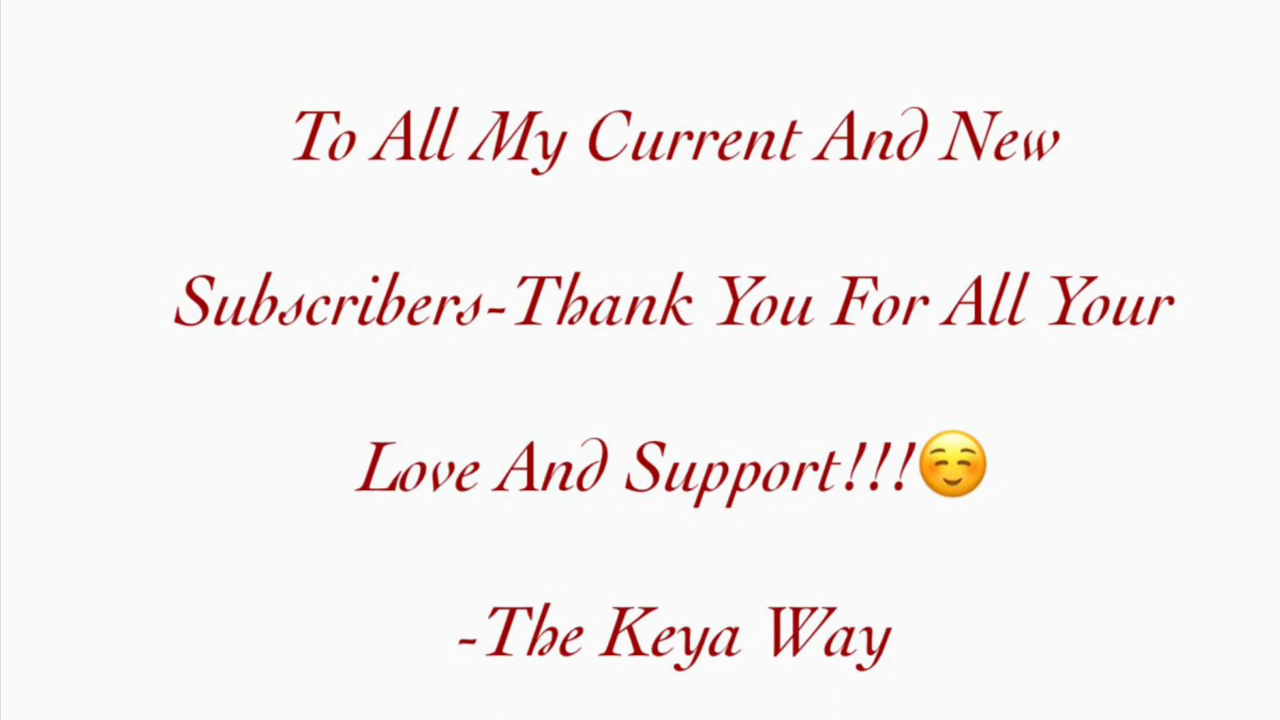 To All My Current And New
Subscribers-Thank You For All Your
Love And Support!!!☺️
-The Keya Way